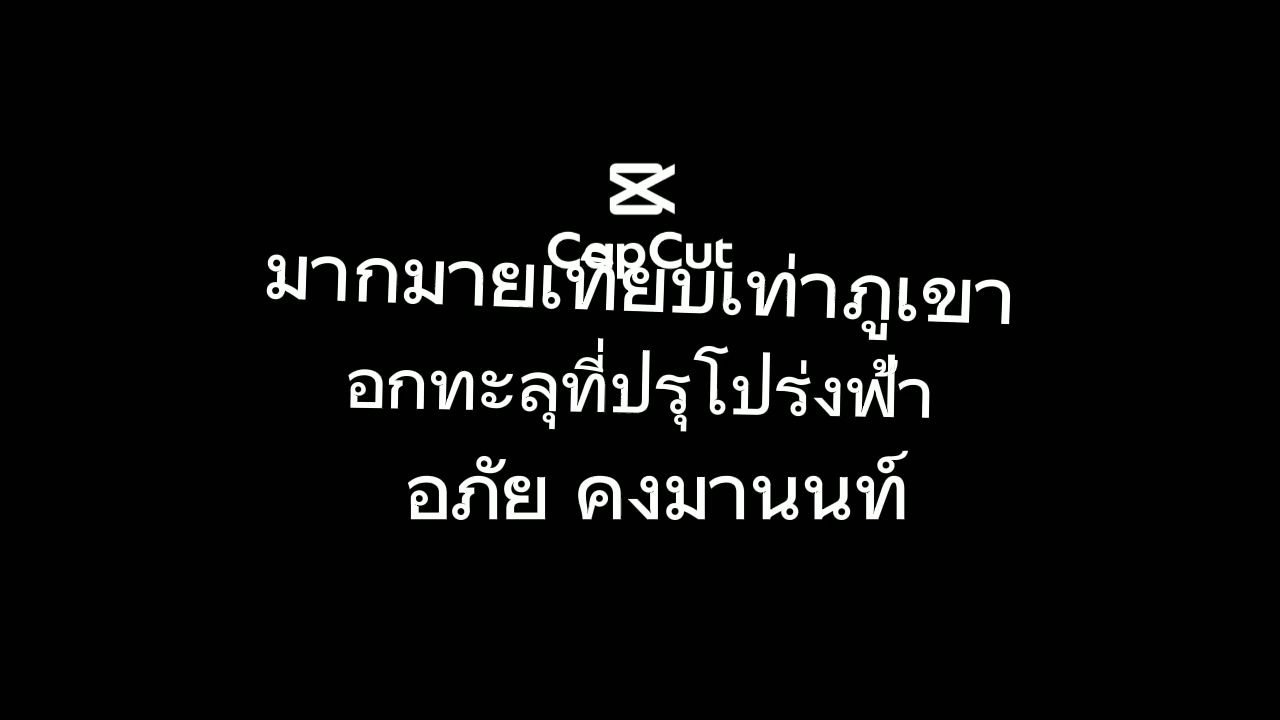 CapCut
มากมายเทียบเท่าภูเขา
อกทะลุที่ปรุโปร่งฟ้า
อภัย คงมานนท์